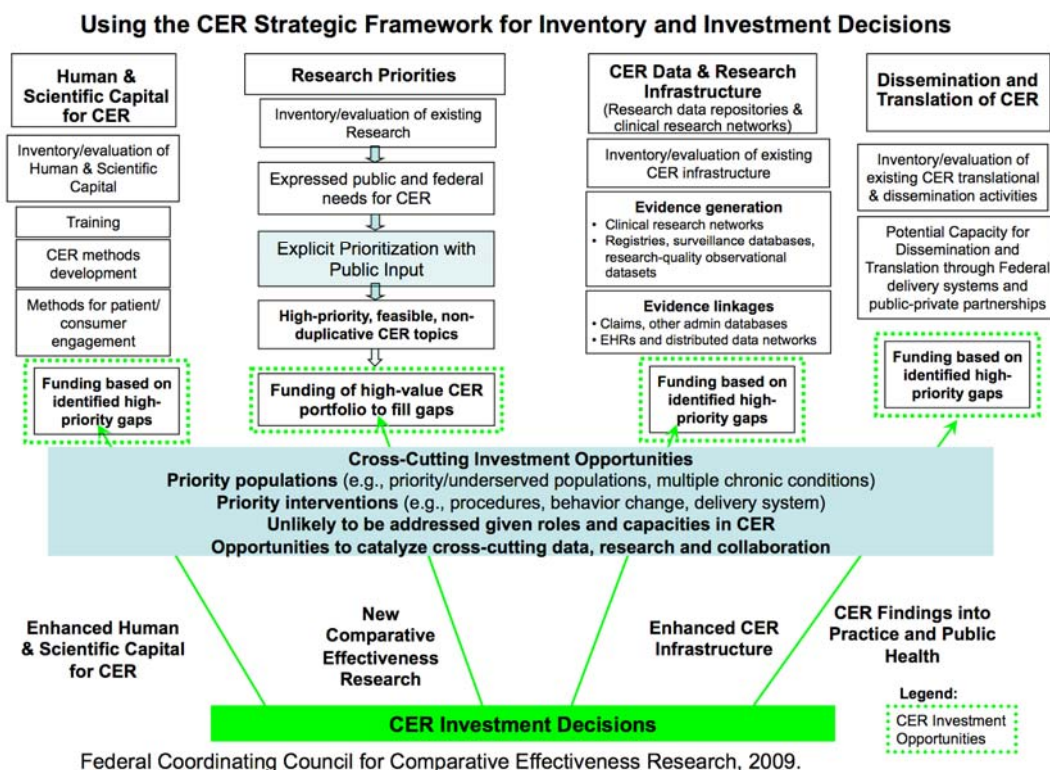 Using the CER Strategic Framework for Inventory and Investment Decisions
Human &
Scientific Capital
for CER
Inventory/evaluation of
Human & Scientific
Capital
Training
CER methods
development
Methods for patient/
consumer
engagement
Funding based on
identified high-
priority gaps
Research Priorities
Inventory/evaluation of existing
Research
Expressed public and federal
needs for CER
Explicit Prioritization with
Public Input
High-priority, feasible, non-
duplicative CER topics
Funding of high-value CER
portfolio to fill gaps
CER Data & Research
Infrastructure
(Research data repositories &
clinical research networks)
Inventory/evaluation of existing
CER infrastructure
Evidence generation
• Clinical research networks
• Registries, surveillance databases,
research-quality observational
datasets
Evidence linkages
• Claims, other admin databases
• EHRs and distributed data networks
Funding based on
identified high-
priority gaps
Dissemination and
Translation of CER
Inventory/evaluation of
existing CER translational
& dissemination activities
Potential Capacity for
Dissemination and
Translation through Federal
delivery systems and
public-private partnerships
Funding based on
identified high-
priority gaps
Cross-Cutting Investment Opportunities
Priority populations (e.g., priority/underserved populations, multiple chronic conditions)
Priority interventions (e.g., procedures, behavior change, delivery system)
Unlikely to be addressed given roles and capacities in CER
Opportunities to catalyze cross-cutting data, research and collaboration
Enhanced Human
& Scientific Capital
for CER
New
Comparative
Effectiveness
Research
Enhanced CER
Infrastructure
CER Findings into
Practice and Public
Health
Legend:
CER Investment
Opportunities
CER Investment Decisions
Federal Coordinating Council for Comparative Effectiveness Research, 2009.